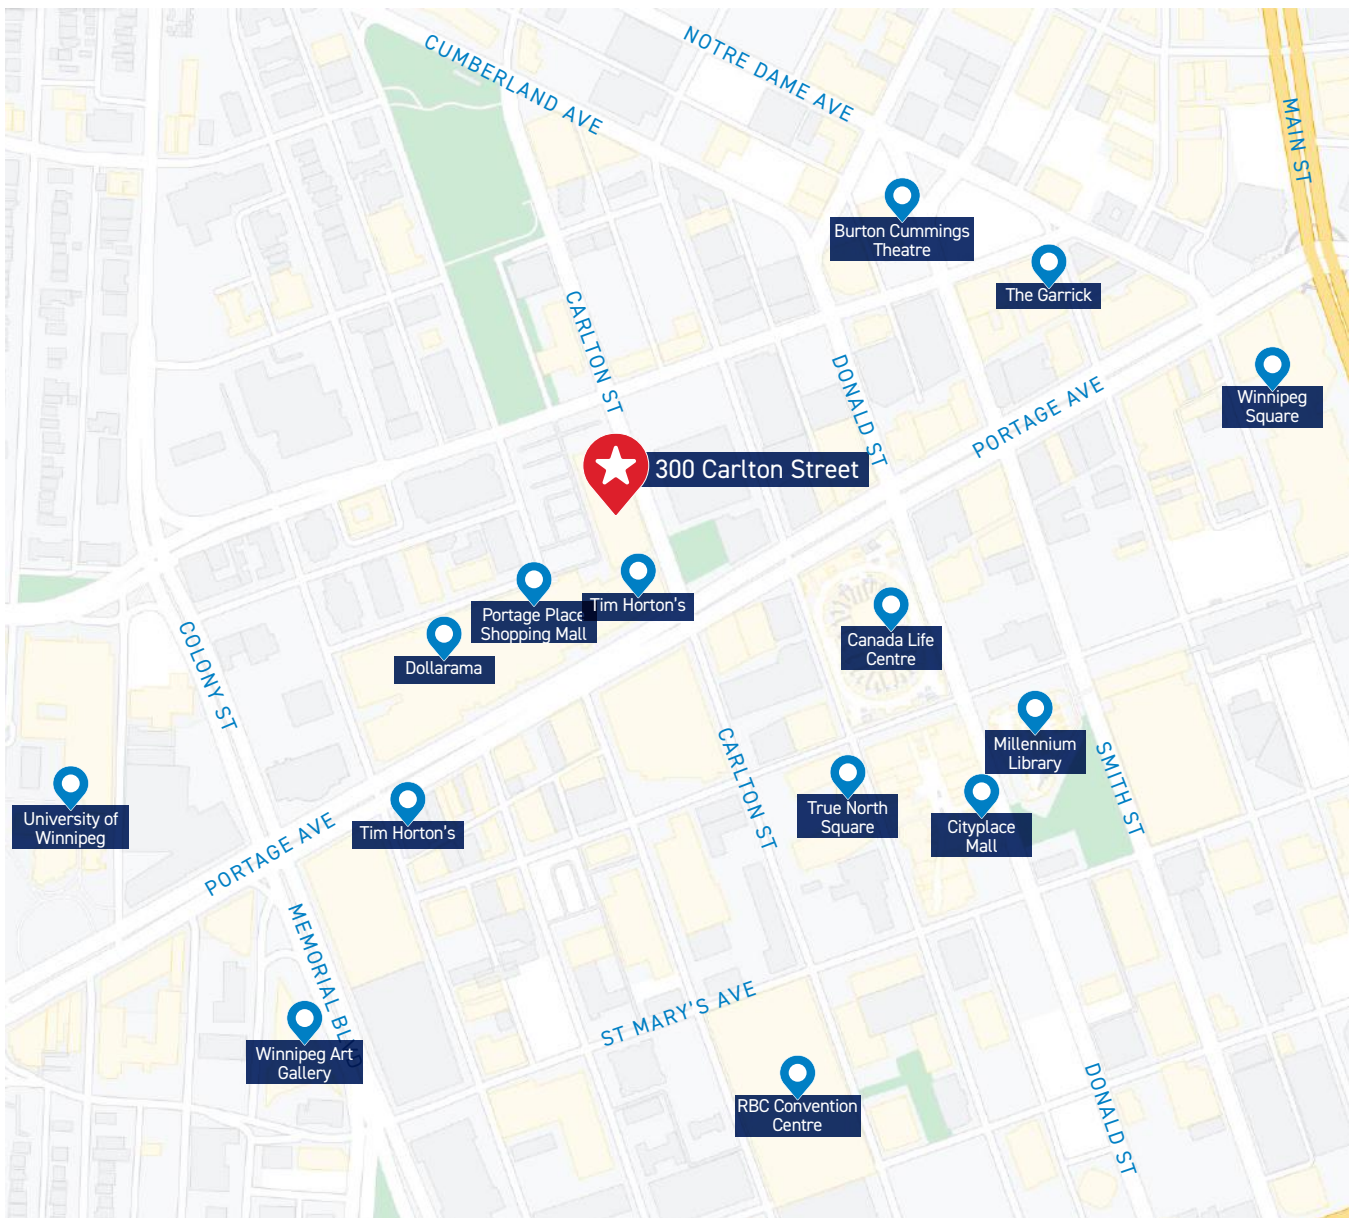 CUMBERLAND AVE
NOTRE DAME AVE
MAIN ST
Burton Cummings
Theatre
The Garrick
CARLTON ST
DONALD ST
PORTAGE AVE
Winnipeg
Square
300 Carlton Street
Tim Horton's
Portage Place
Shopping Mall
Dollarama
Canada Life
Centre
COLONY ST
Millennium
Library
CARLTON ST
SMITH ST
True North
Square
Cityplace
Mall
University of
Winnipeg
Tim Horton's
PORTAGE AVE
MEMORIAL BLVD
ST MARY'S AVE
Winnipeg Art
Gallery
RBC Convention
Centre
DONALD ST